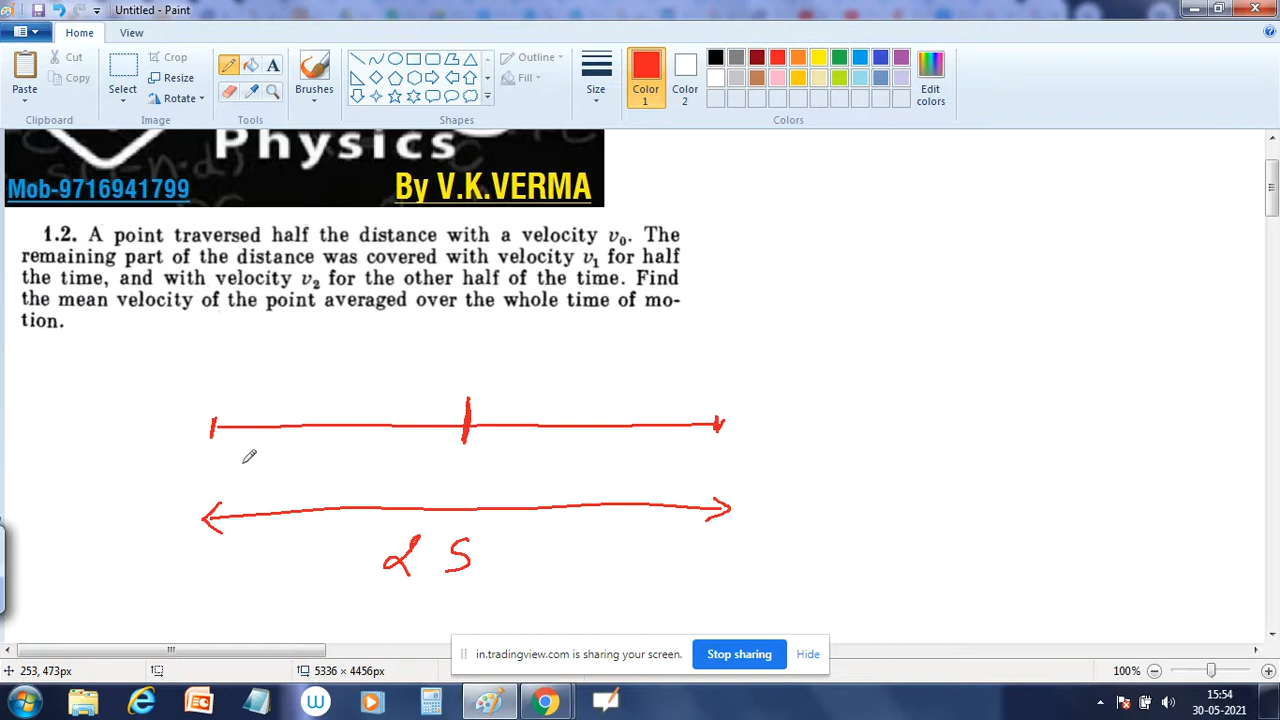 Untitled - Paint
Home View
Cut
Copy
Paste
Clipboard
Select
Crop
Resize
Rotate
Image
A
Tools
Brushes
Outline
Fill
Shapes
Size
Color 1
Color 2
Edit colors
Colors
Physics
Mob-9716941799
By V.K.VERMA
1.2. A point traversed half the distance with a velocity v₀. The
remaining part of the distance was covered with velocity v₁ for half
the time, and with velocity v₂ for the other half of the time. Find
the mean velocity of the point averaged over the whole time of mo-
tion.
S
in.tradingview.com is sharing your screen. Stop sharing Hide
253, 473px
5336 × 4456px
100%
W
15:54
30-05-2021